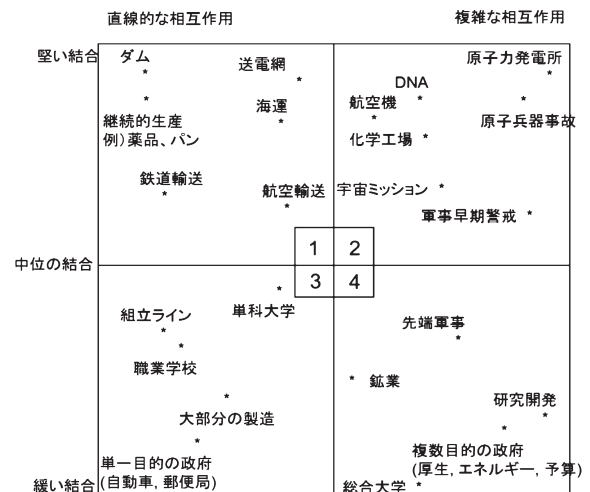 直線的な相互作用
複雑な相互作用
堅い結合
ダム
送電網
原子力発電所
DNA
継続的生産
例）薬品、パン
海運
航空機
原子兵器事故
化学工場
鉄道輸送
航空輸送
宇宙ミッション
軍事早期警戒
1
2
中位の結合
3
4
組立ライン
単科大学
先端軍事
職業学校
鉱業
大部分の製造
研究開発
単一目的の政府
(自動車, 郵便局)
複数目的の政府
(厚生, エネルギー, 予算)
緩い結合
総合大学